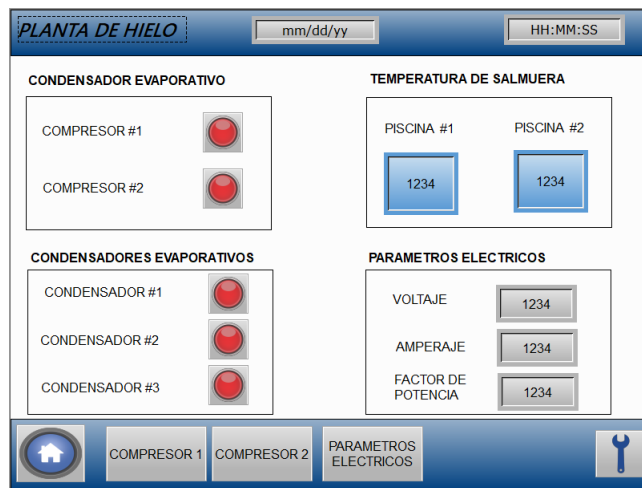 PLANTA DE HIELO
mm/dd/yy
HH:MM:SS
CONDENSADOR EVAPORATIVO
COMPRESOR #1
COMPRESOR #2
TEMPERATURA DE SALMUERA
PISCINA #1
PISCINA #2
1234
1234
CONDENSADORES EVAPORATIVOS
CONDENSADOR #1
CONDENSADOR #2
CONDENSADOR #3
PARAMETROS ELECTRICOS
VOLTAJE
1234
AMPERAJE
1234
FACTOR DE
POTENCIA
1234
COMPRESOR 1
COMPRESOR 2
PARAMETROS
ELECTRICOS